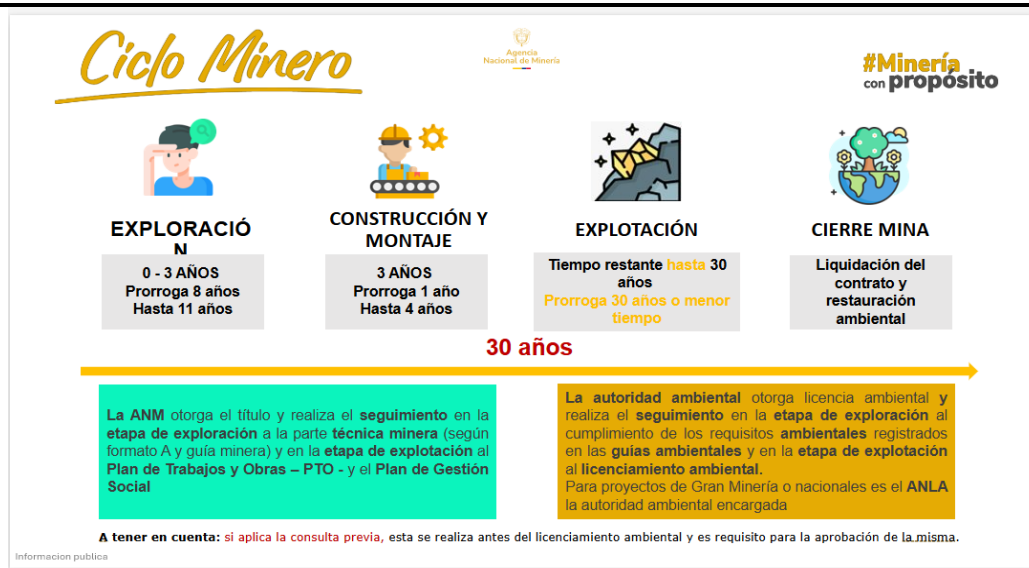 Ciclo Minero
Agencia
Nacional de Minería
#Minería
con propósito
EXPLORACIÓ
N
0 - 3 AÑOS
Prorroga 8 años
Hasta 11 años
CONSTRUCCIÓN Y
MONTAJE
3 AÑOS
Prorroga 1 año
Hasta 4 años
EXPLOTACIÓN
Tiempo restante hasta 30
años
Prorroga 30 años o menor
tiempo
CIERRE MINA
Liquidación del
contrato y
restauración
ambiental
30 años
La ANM otorga el título y realiza el seguimiento en la
etapa de exploración a la parte técnica minera (según
formato A y guía minera) y en la etapa de explotación al
Plan de Trabajos y Obras – PTO - y el Plan de Gestión
Social
La autoridad ambiental otorga licencia ambiental y
realiza el seguimiento en la etapa de exploración al
cumplimiento de los requisitos ambientales registrados
en las guías ambientales y en la etapa de explotación
al licenciamiento ambiental.
Para proyectos de Gran Minería o nacionales es el ANLA
la autoridad ambiental encargada
A tener en cuenta: si aplica la consulta previa, esta se realiza antes del licenciamiento ambiental y es requisito para la aprobación de la misma.
Informacion publica